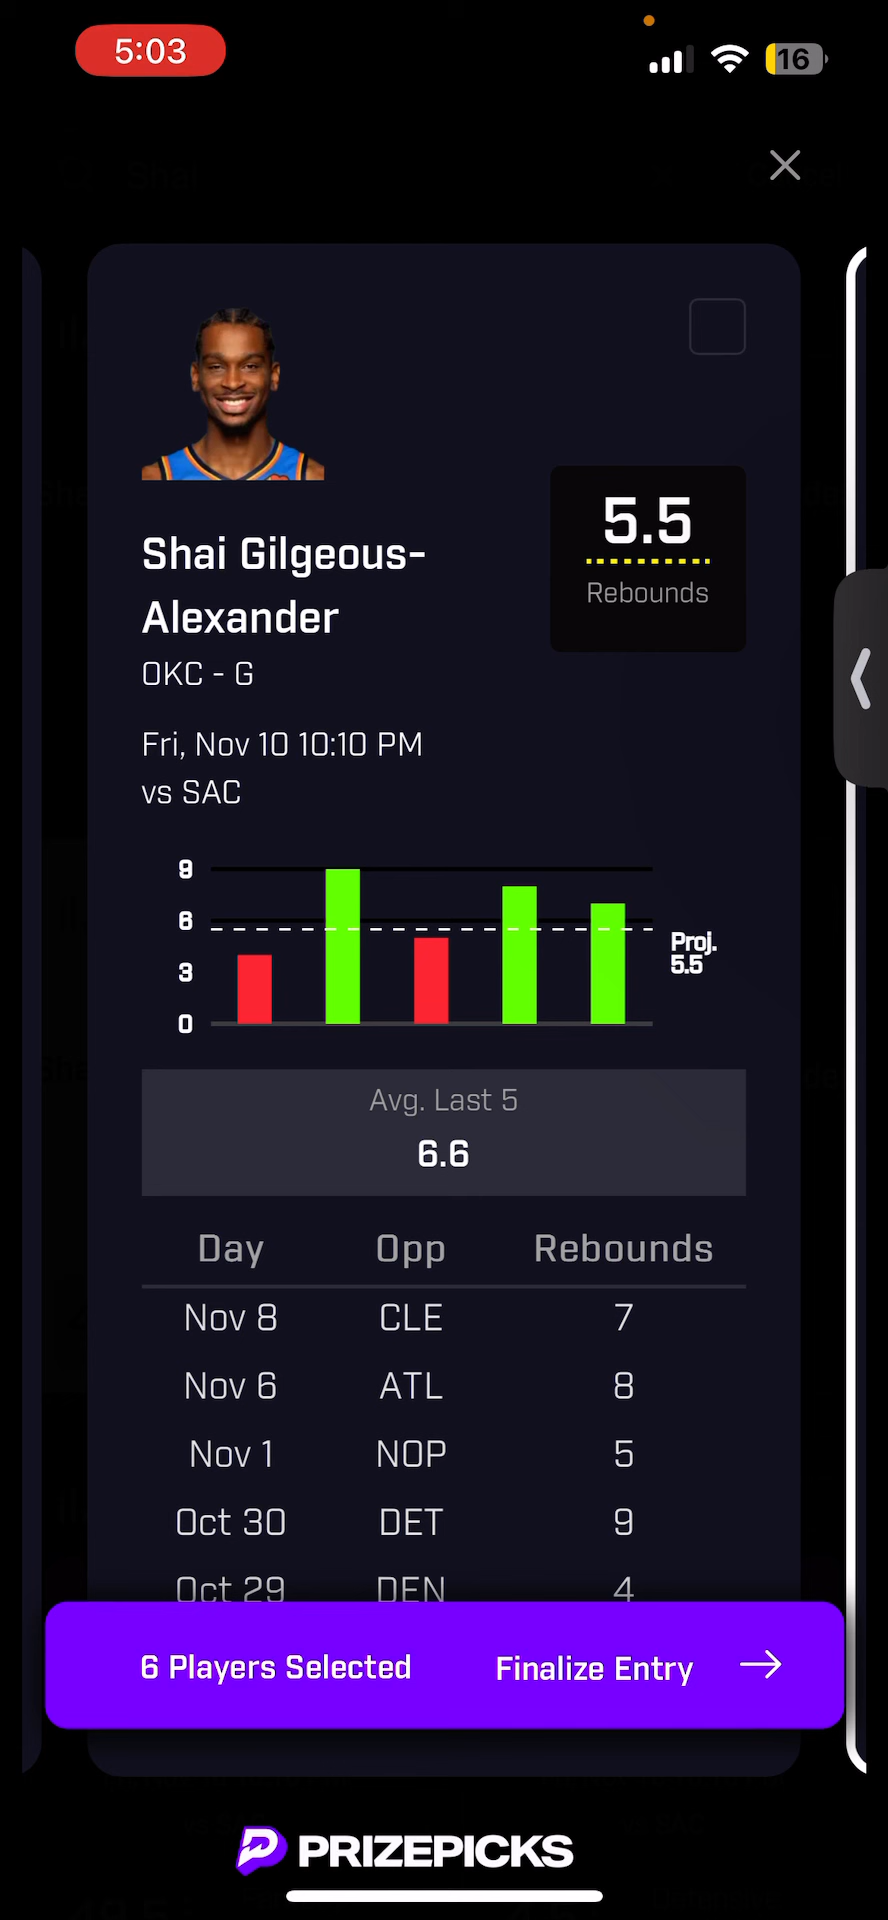 5:03
16
Shai Gilgeous-
Alexander
OKC - G
5.5
Rebounds
Fri, Nov 10 10:10 PM
vs SAC
9
6
3
0
Proj.
5.5
Avg. Last 5
6.6
Day Opp Rebounds
Nov 8 CLE 7
Nov 6 ATL 8
Nov 1 NOP 5
Oct 30 DET 9
Oct 29 DEN 4
6 Players Selected Finalize Entry
PRIZEPICKS